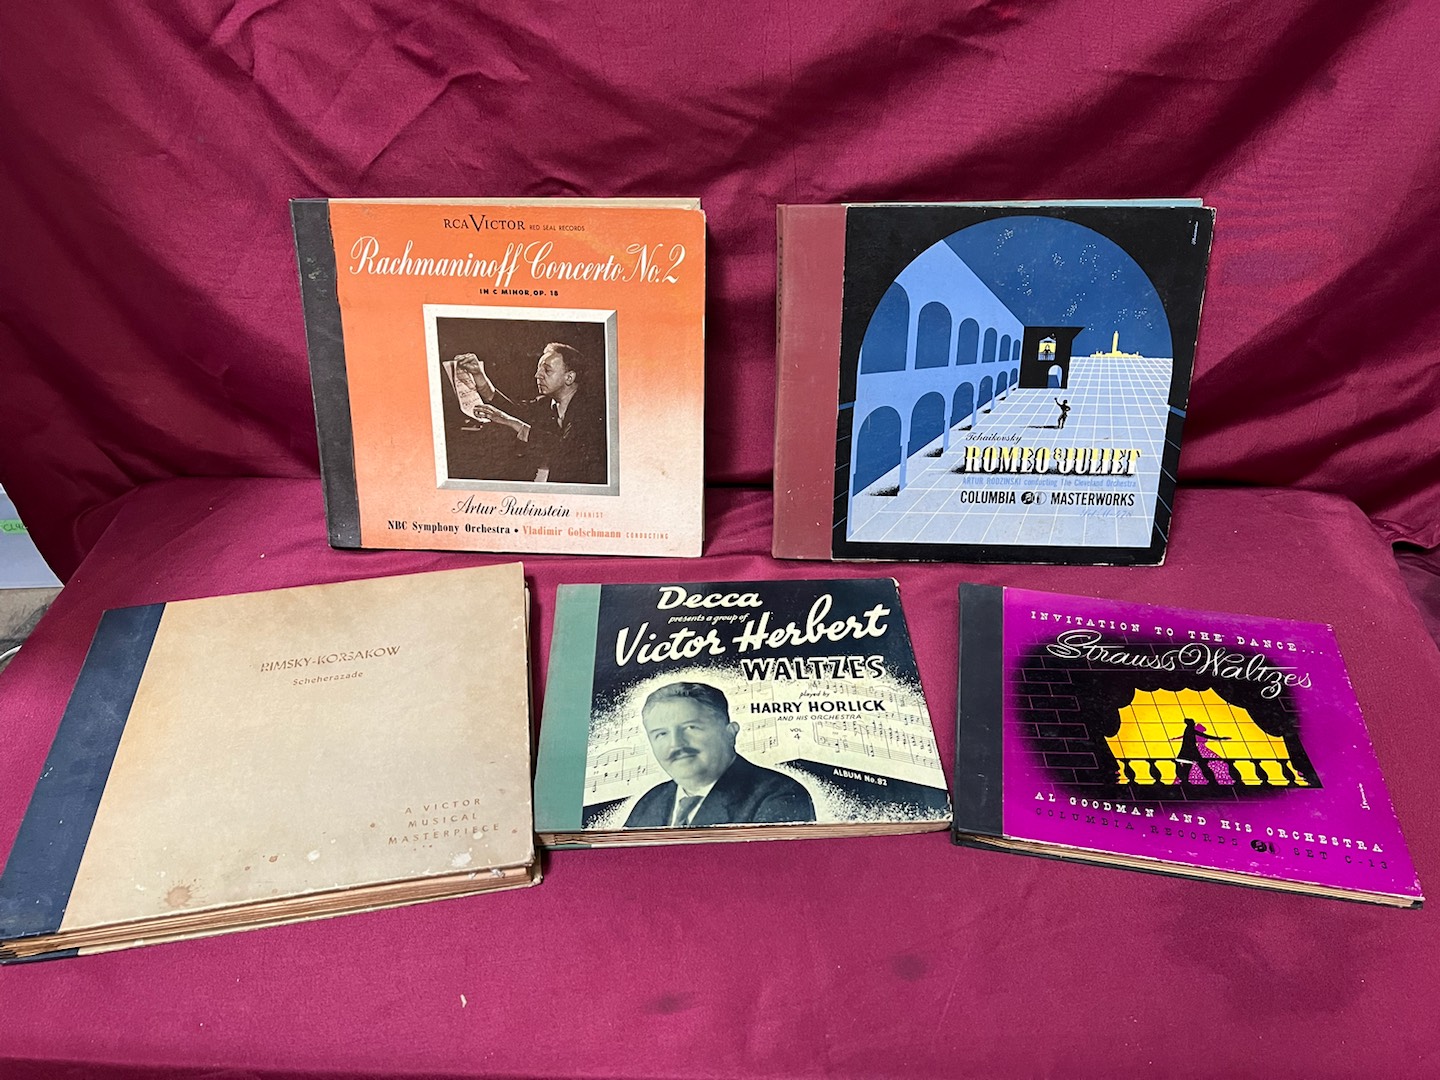 RCA VICTOR RED SEAL RECORDS
Rachmaninoff Concerto No. 2
IN C MINOR, OP. 18
Artur Rubinstein PIANIST
NBC Symphony Orchestra • Vladimir Golschmann CONDUCTING
Tchaikovsky
ROMEO & JULIET
ARTUR RODZINSKI conducting The Cleveland Orchestra
COLUMBIA MASTERWORKS
RIMSKY-KORSAKOW
Scheherazade
A VICTOR
MUSICAL
MASTERPIECE
Decca
presents a group of
Victor Herbert
WALTZES
played by
HARRY HORLICK
AND HIS ORCHESTRA
VOL
4
ALBUM No. 82
INVITATION TO THE DANCE...
Strauss Waltzes
AL GOODMAN AND HIS ORCHESTRA
COLUMBIA RECORDS SET C-13